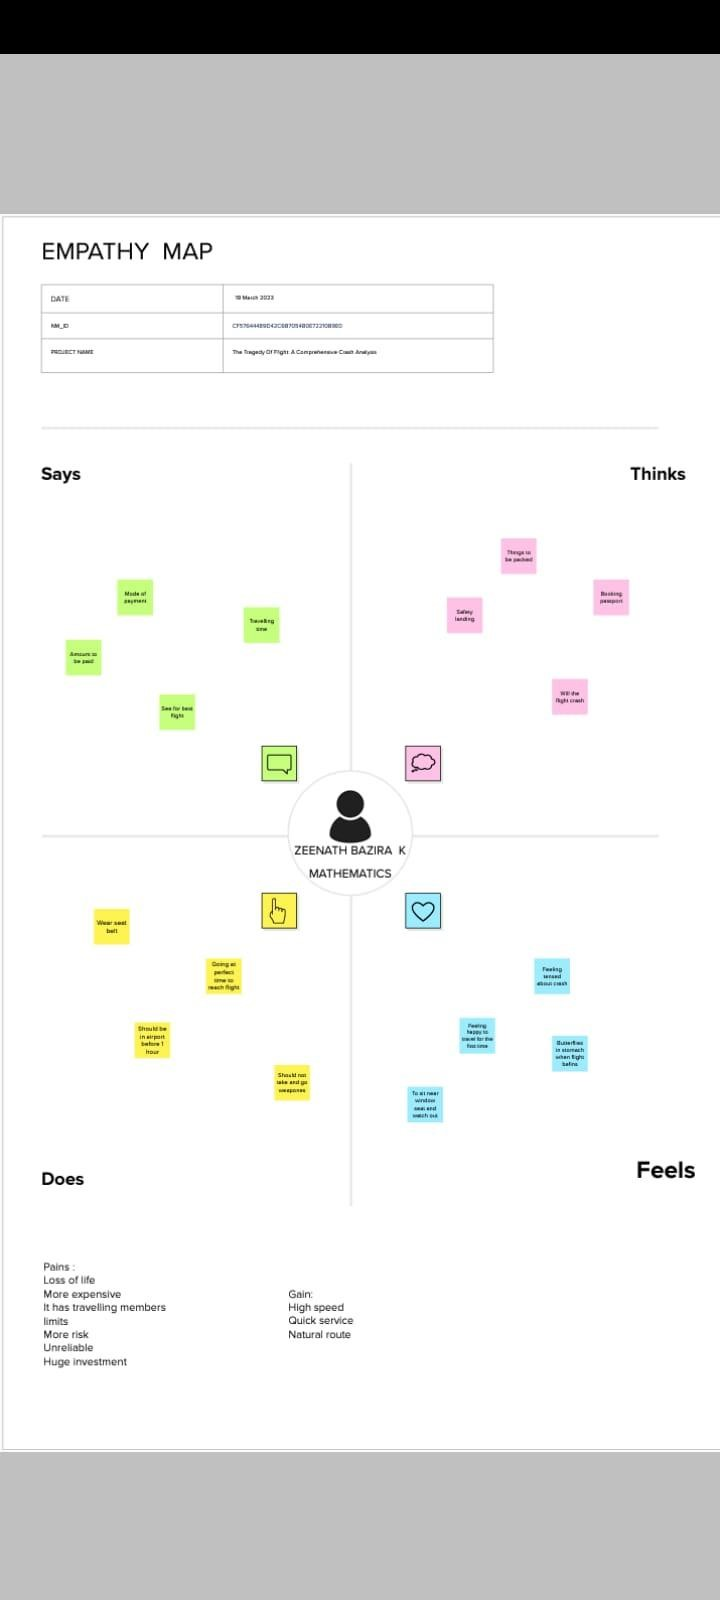 EMPATHY MAP
DATE
19 March 2023
NM_ID
PROJECT NAME
The Tragedy Of Flight: A Comprehensive Crash Analysis
Says
Thinks
Things to
be packed
Mode of
payment
Booking
passport
Safety
landing
Travelling
time
Amount to
be paid
See for best
flight
Will the
flight crash
ZEENATH BAZIRA K
MATHEMATICS
Wear seat
belt
Going at
perfect
time to
reach flight
Should be
in airport
before 1
hour
Should not
take and go
weapones
Feeling
tensed
about crash
Feeling
happy to
travel for the
time
Butterflies
in stomach
when flight
To sit near
window
seat and
watch out
Does
Feels
Pains :
Loss of life
More expensive
It has travelling members
limits
More risk
Unreliable
Huge investment
Gain:
High speed
Quick service
Natural route